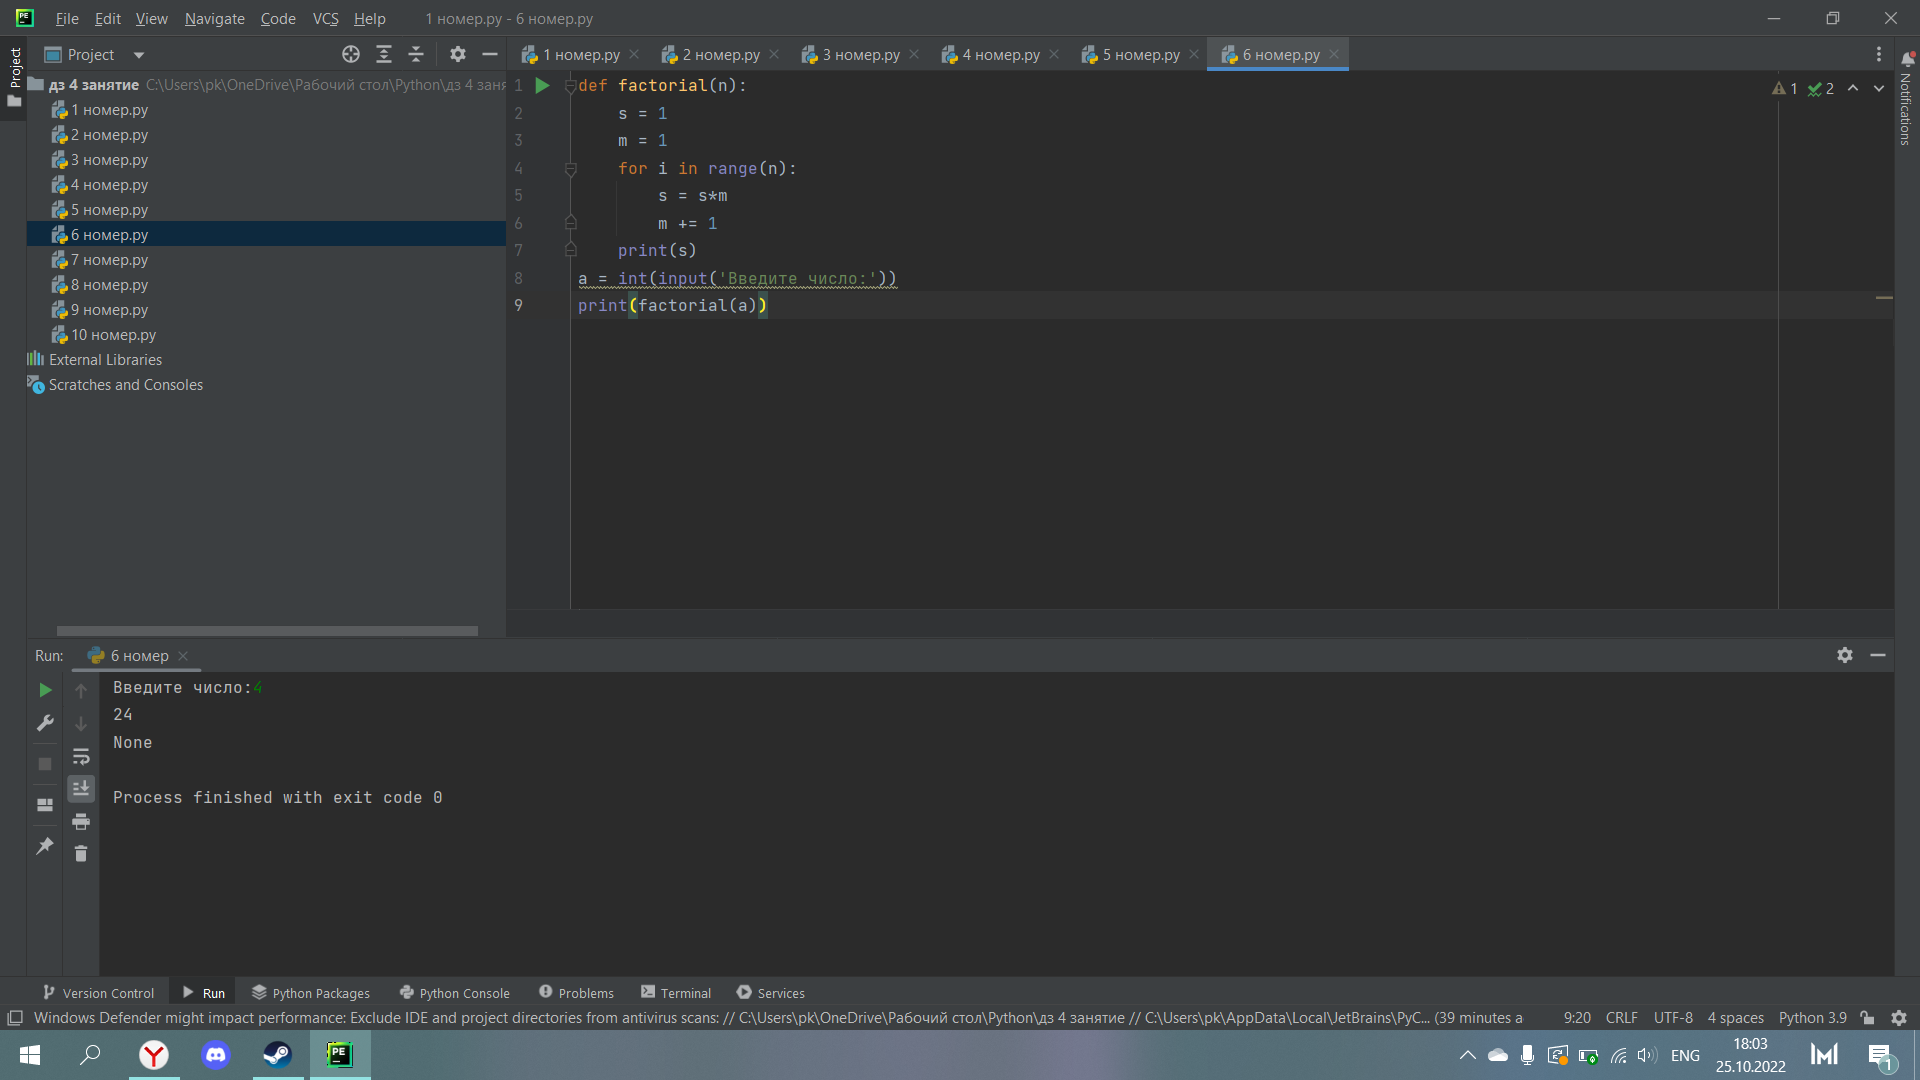 File Edit View Navigate Code VCS Help 1 номер.py - 6 номер.py
Project
Project
1 номер.py 2 номер.py 3 номер.py 4 номер.py 5 номер.py 6 номер.py
дз 4 занятие C:\Users\pk\OneDrive\Рабочий стол\Python\дз 4 заня
1 номер.py
2 номер.py
3 номер.py
4 номер.py
5 номер.py
6 номер.py
7 номер.py
8 номер.py
9 номер.py
10 номер.py
External Libraries
Scratches and Consoles
1 def factorial(n):
2 s = 1
3 m = 1
4 for i in range(n):
5 s = s*m
6 m += 1
7 print(s)
8 a = int(input('Введите число:'))
9 print(factorial(a))
1 2
Notifications
Run: 6 номер
Введите число:4
24
None
Process finished with exit code 0
Version Control Run Python Packages Python Console Problems Terminal Services
Windows Defender might impact performance: Exclude IDE and project directories from antivirus scans: // C:\Users\pk\OneDrive\Рабочий стол\Python\дз 4 занятие // C:\Users\pk\AppData\Local\JetBrains\PyC... (39 minutes a 9:20 CRLF UTF-8 4 spaces Python 3.9
PE
ENG
18:03
25.10.2022
1